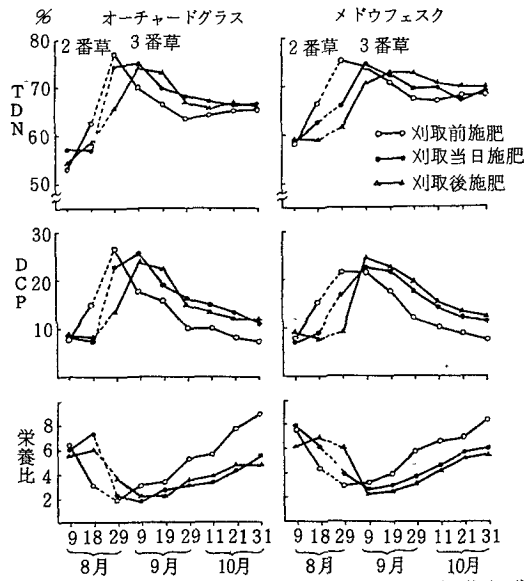 % オーチャードグラス メドウフェスク
2番草 3番草 2番草 3番草
TDN
80
70
60
50
刈取前施肥
刈取当日施肥
刈取後施肥
DCP
30
20
10
栄養比
8
6
4
2
9 18 29 9 19 29 11 21 31 9 18 29 9 19 29 11 21 31
8月 9月 10月 8月 9月 10月